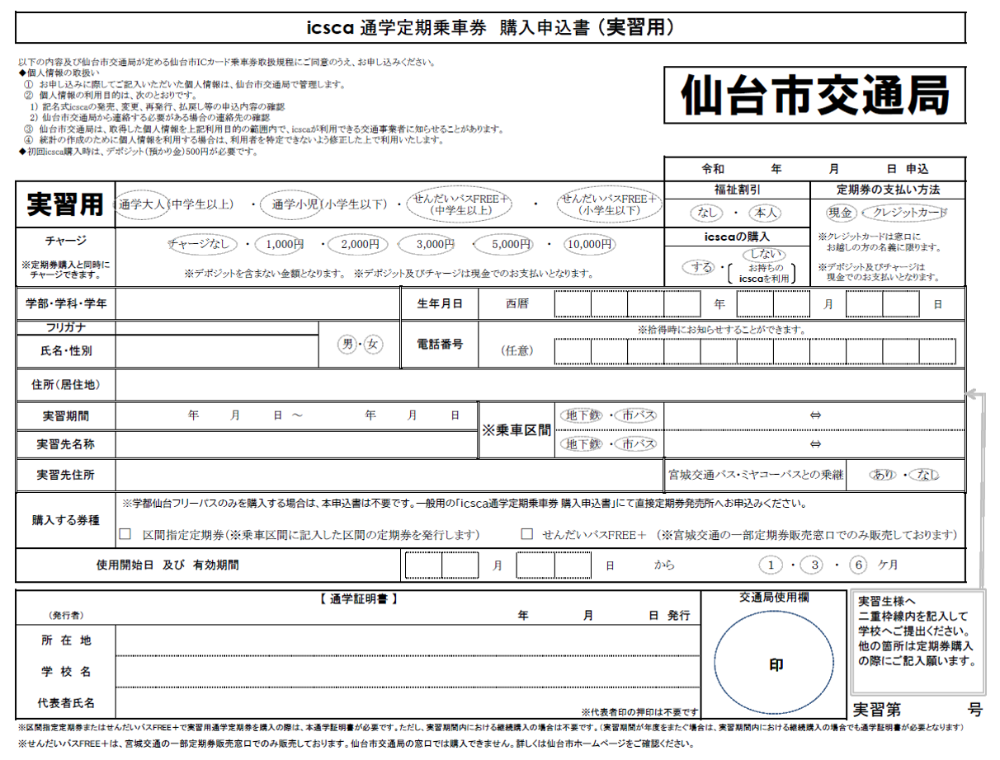 icsca 通学定期乗車券　購入申込書（実習用）
以下の内容及び仙台市交通局が定める仙台市ICカード乗車券取扱規程にご同意のうえ、お申し込みください。
◆個人情報の取扱い
① お申し込みに際してご記入いただいた個人情報は、仙台市交通局で管理します。
② 個人情報の利用目的は、次のとおりです。
1) 記名式icscaの発売、変更、再発行、払戻し等の申込内容の確認
2) 仙台市交通局から連絡する必要がある場合の連絡先の確認
③ 仙台市交通局は、取得した個人情報を上記利用目的の範囲内で、icscaが利用できる交通事業者に知らせることがあります。
④ 統計の作成のために個人情報を利用する場合は、利用者を特定できないよう修正した上で利用いたします。
◆初回icsca購入時は、デポジット（預かり金）500円が必要です。
仙台市交通局
令和　年　月　日 申込
実習用
通学大人（中学生以上）・通学小児（小学生以下）・せんだいバスFREE＋（中学生以上）・せんだいバスFREE＋（小学生以下）
福祉割引
なし・本人
定期券の支払い方法
現金・クレジットカード
※クレジットカードは窓口に
お越しの方の名義に限ります。
※デポジット及びチャージは
現金でのお支払いとなります。
チャージ
※定期券購入と同時に
チャージできます。
チャージなし・1,000円・2,000円・3,000円・5,000円・10,000円
※デポジットを含まない金額となります。 ※デポジット及びチャージは現金でのお支払いとなります。
icscaの購入
する・しない
お持ちの
icscaを利用
学部・学科・学年
生年月日
西暦　年　月　日
フリガナ
氏名・性別
男・女
電話番号
（任意）
※拾得時にお知らせすることができます。
住所（居住地）
実習期間
年　月　日 ～　年　月　日
※乗車区間
地下鉄・市バス　⇔
地下鉄・市バス　⇔
実習先名称
実習先住所
宮城交通バス・ミヤコーバスとの乗継
あり・なし
購入する券種
※学都仙台フリーパスのみを購入する場合は、本申込書は不要です。一般用の「icsca通学定期乗車券 購入申込書」にて直接定期券発売所へお申込みください。
□ 区間指定定期券（※乗車区間に記入した区間の定期券を発行します）　□ せんだいバスFREE＋ （※宮城交通の一部定期券販売窓口でのみ販売しております）
使用開始日 及び 有効期間
月　日　から　1・3・6 ケ月
【 通学証明書 】
（発行者）
年　月　日 発行
所 在 地
学 校 名
代表者氏名
※代表者印の押印は不要です
交通局使用欄
印
実習生様へ
二重枠線内を記入して
学校へご提出ください。
他の箇所は定期券購入
の際にご記入願います。
実習第　号
※区間指定定期券またはせんだいバスFREE＋で実習用通学定期券を購入の際は、本通学証明書が必要です。ただし、実習期間内における継続購入の場合は不要です。（実習期間が年度をまたぐ場合は、実習期間内における継続購入の場合でも通学証明書が必要となります）
※せんだいバスFREE＋は、宮城交通の一部定期券販売窓口でのみ販売しております。仙台市交通局の窓口では購入できません。詳しくは仙台市ホームページをご確認ください。